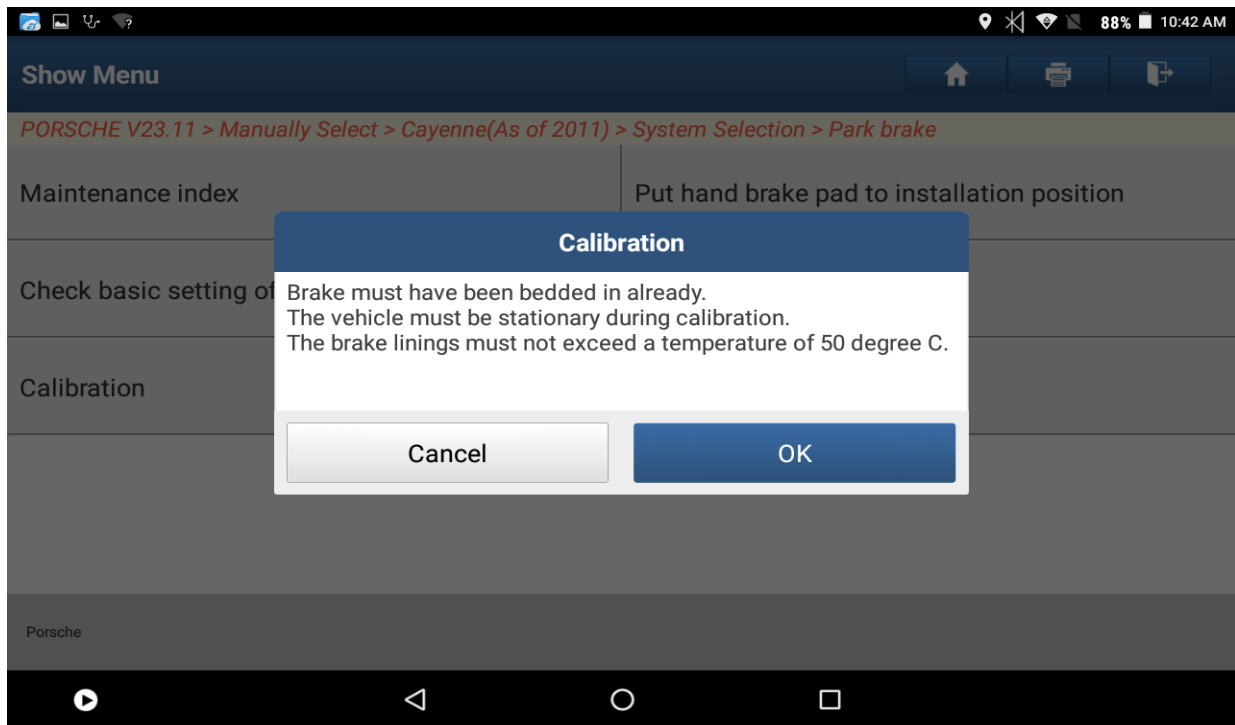 88% 10:42 AM
Show Menu
PORSCHE V23.11 > Manually Select > Cayenne(As of 2011) > System Selection > Park brake
Maintenance index
Put hand brake pad to installation position
Calibration
Check basic setting of
Brake must have been bedded in already.
The vehicle must be stationary during calibration.
The brake linings must not exceed a temperature of 50 degree C.
Calibration
Cancel
OK
Porsche